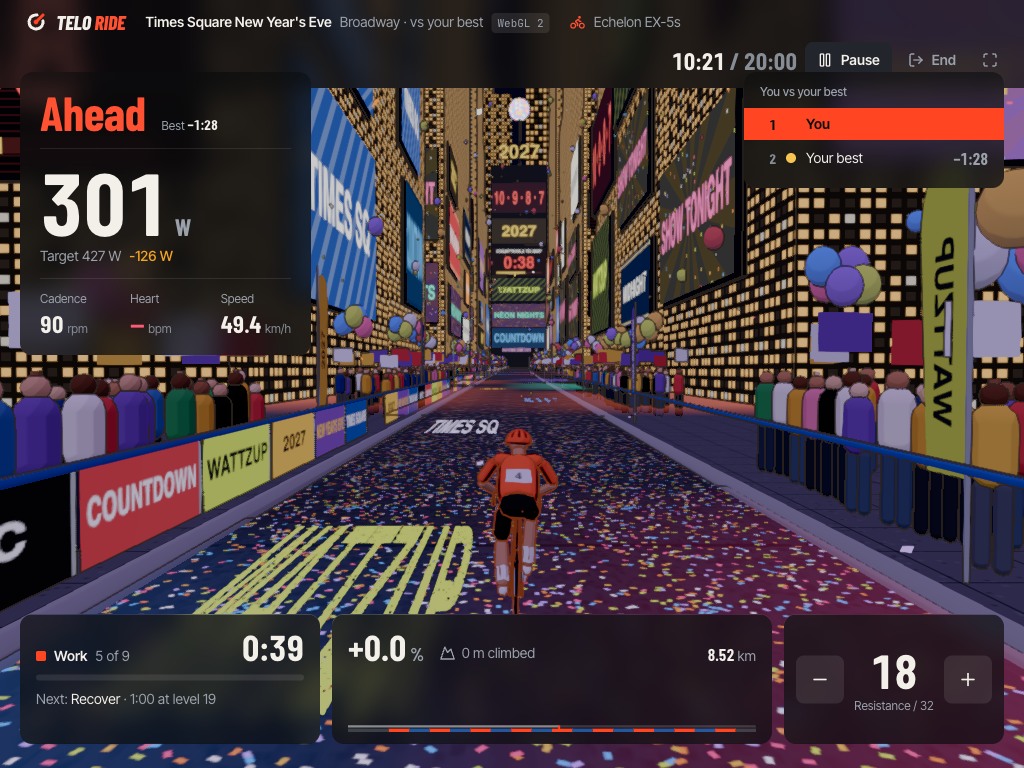 TELO RIDE
Times Square New Year's Eve Broadway · vs your best WebGL 2 Echelon EX-5s
10:21 / 20:00 Pause End
Ahead Best −1:28
301 W
Target 427 W -126 W
Cadence Heart Speed
90 rpm – bpm 49.4 km/h
You vs your best
1 You
2 Your best −1:28
2027
10·9·8·7
2027
0:38
WATTZUP
NEON NIGHTS
COUNTDOWN
TIMES SQ
SHOW TONIGHT
WATTZUP
TIMES SQ
4
COUNTDOWN
WATTZUP
2027
C
WATTZUP
Work 5 of 9 0:39
Next: Recover · 1:00 at level 19
+0.0 % 0 m climbed 8.52 km
− 18 +
Resistance / 32